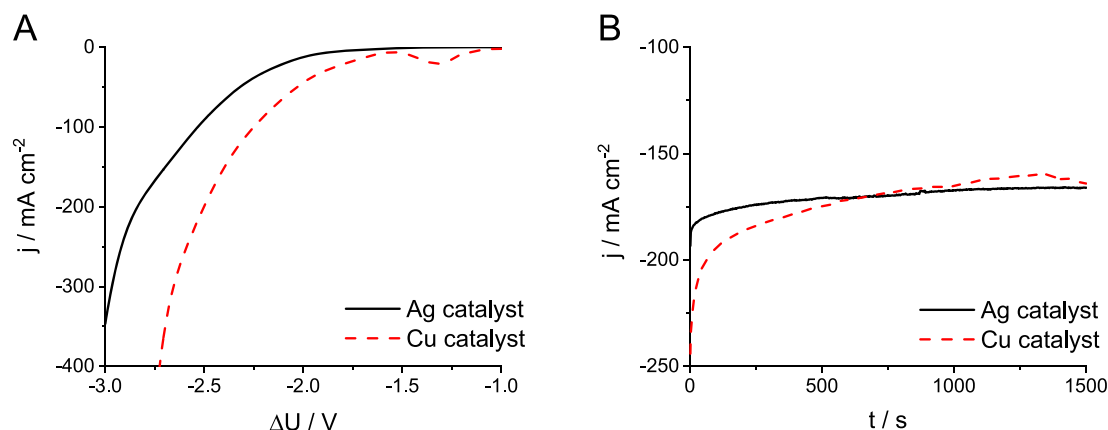 A
0
-100
-200
-300
-400
-3.0
-2.5
-2.0
-1.5
-1.0
j / mA cm⁻²
ΔU / V
Ag catalyst
Cu catalyst
B
-100
-150
-200
-250
0
500
1000
1500
j / mA cm⁻²
t / s
Ag catalyst
Cu catalyst